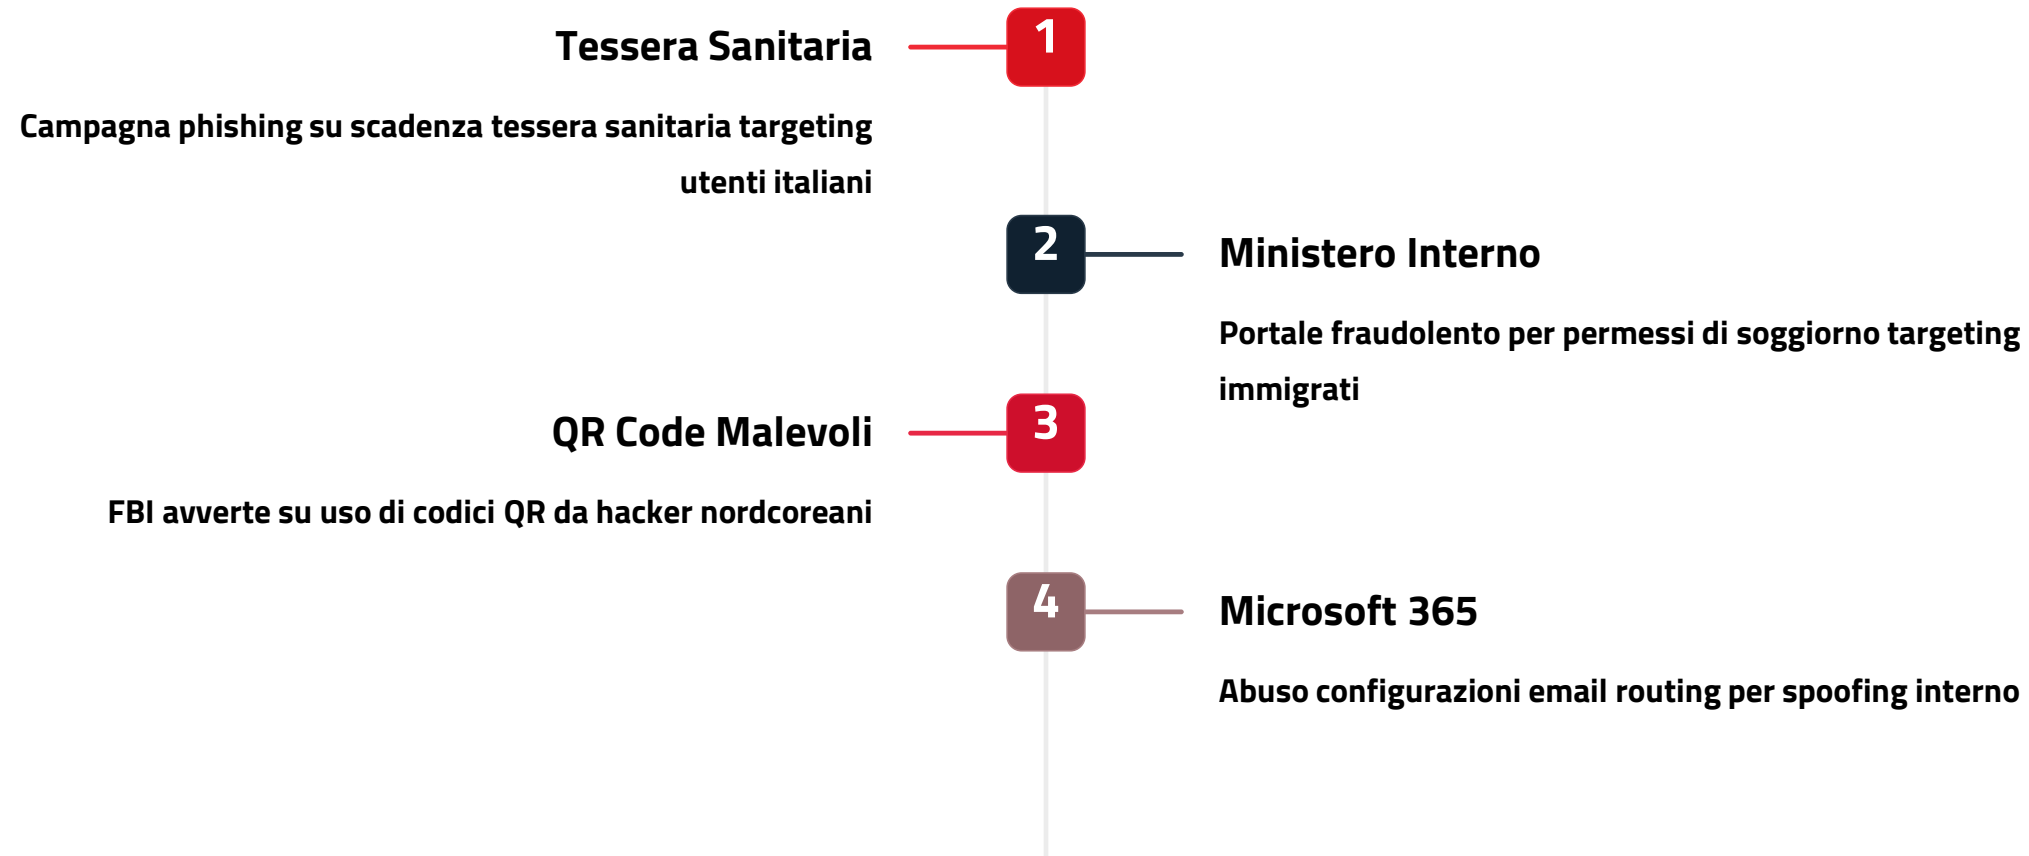 1
Tessera Sanitaria
Campagna phishing su scadenza tessera sanitaria targeting
utenti italiani
2
Ministero Interno
Portale fraudolento per permessi di soggiorno targeting
immigrati
3
QR Code Malevoli
FBI avverte su uso di codici QR da hacker nordcoreani
4
Microsoft 365
Abuso configurazioni email routing per spoofing interno